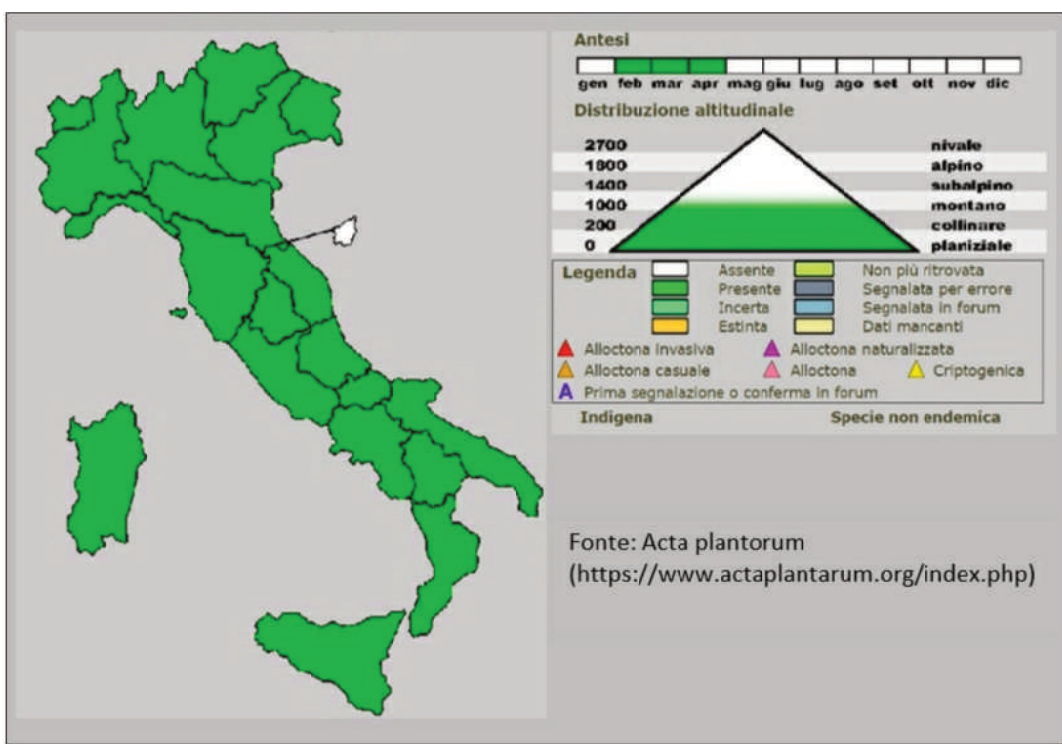 Antesi
gen feb mar apr mag giu lug ago set ott nov dic
Distribuzione altitudinale
2700 nivale
1800 alpino
1400 subalpino
1000 montano
200 collinare
0 planiziale
Legenda Assente Non più ritrovata
Presente Segnalata per errore
Incerta Segnalata in forum
Estinta Dati mancanti
Alloctona invasiva Alloctona naturalizzata
Alloctona casuale Alloctona Criptogenica
A Prima segnalazione o conferma in forum
Indigena Specie non endemica
Fonte: Acta plantorum
(https://www.actaplantarum.org/index.php)